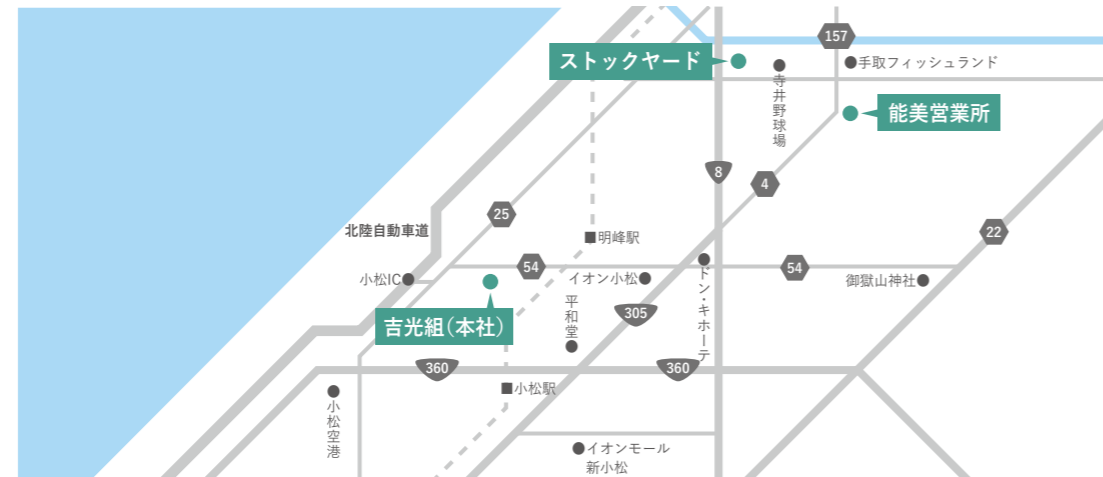 157
ストックヤード
手取フィッシュランド
寺井野球場
能美営業所
8
4
25
22
北陸自動車道
■明峰駅
54
54
小松IC
イオン小松
ドン・キホーテ
御獄山神社
吉光組(本社)
平和堂
305
360
360
■小松駅
小松空港
イオンモール
新小松